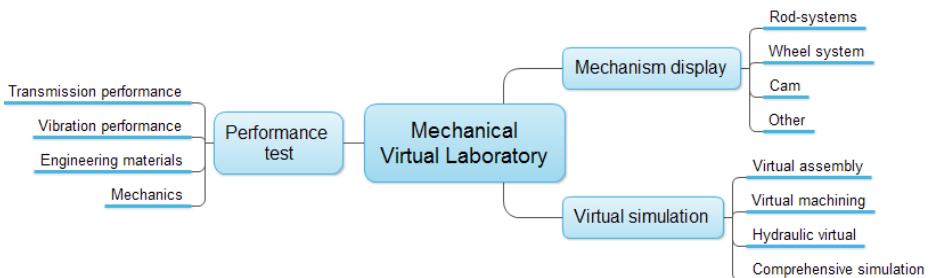 Rod-systems
Mechanism display
Wheel system
Cam
Other
Transmission performance
Vibration performance
Engineering materials
Mechanics
Performance
test
Mechanical
Virtual Laboratory
Virtual simulation
Virtual assembly
Virtual machining
Hydraulic virtual
Comprehensive simulation